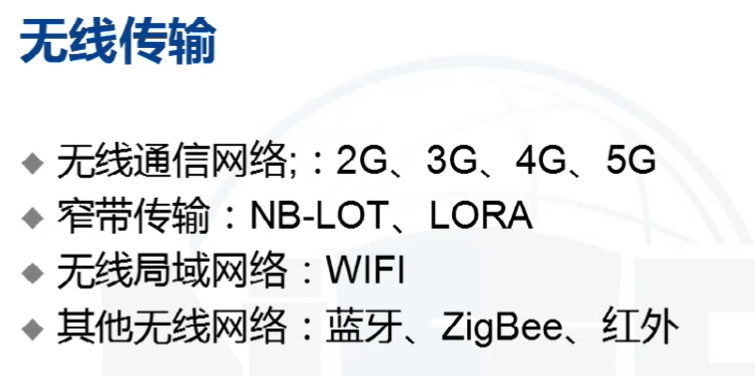 无线传输
◆ 无线通信网络;：2G、3G、4G、5G
◆ 窄带传输：NB-LOT、LORA
◆ 无线局域网络：WIFI
◆ 其他无线网络：蓝牙、ZigBee、红外